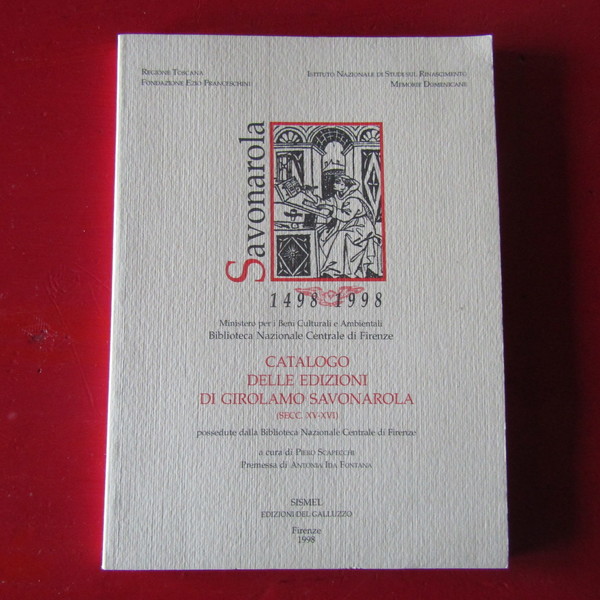 REGIONE TOSCANA
FONDAZIONE EZIO FRANCESCHINI
ISTITUTO NAZIONALE DI STUDI SUL RINASCIMENTO
MEMORIE DOMENICANE
Savonarola
1498 1998
Ministero per i Beni Culturali e Ambientali
Biblioteca Nazionale Centrale di Firenze
CATALOGO
DELLE EDIZIONI
DI GIROLAMO SAVONAROLA
(SECC. XV-XVI)
possedute dalla Biblioteca Nazionale Centrale di Firenze
a cura di PIERO SCAPECCHI
Premessa di ANTONIA IDA FONTANA
SISMEL
EDIZIONI DEL GALLUZZO
Firenze
1998